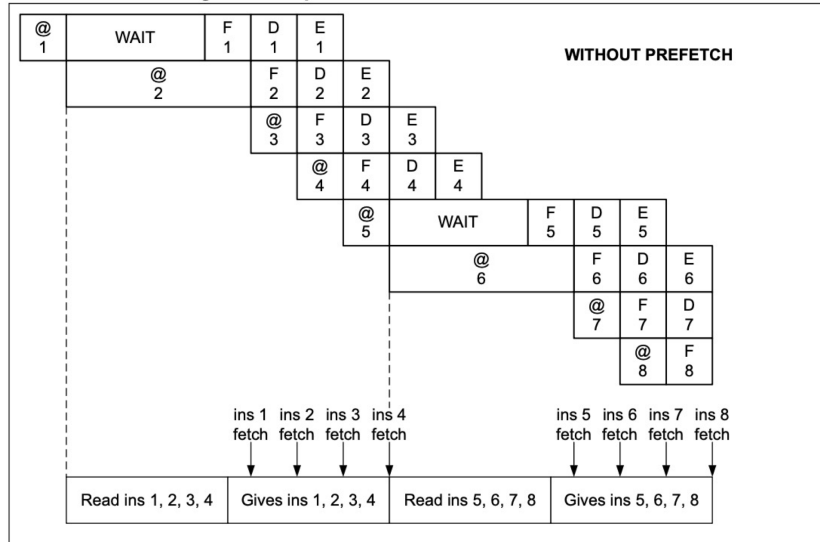 @ WAIT F D E
1 1 1 1
WITHOUT PREFETCH
@ F D E
2 2 2 2
@ F D E
3 3 3 3
@ F D E
4 4 4 4
@ WAIT F D E
5 5 5 5
@ F D E
6 6 6 6
@ F D
7 7 7
@ F
8 8
ins 1 ins 2 ins 3 ins 4 ins 5 ins 6 ins 7 ins 8
fetch fetch fetch fetch fetch fetch fetch fetch
Read ins 1, 2, 3, 4 Gives ins 1, 2, 3, 4 Read ins 5, 6, 7, 8 Gives ins 5, 6, 7, 8